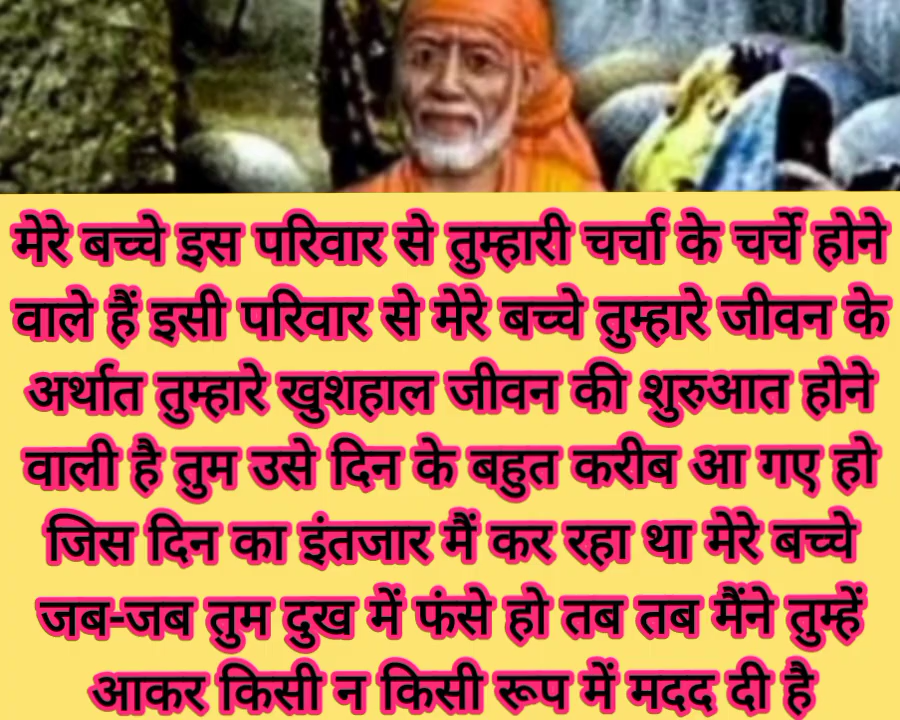 मेरे बच्चे इस परिवार से तुम्हारी चर्चा के चर्चे होने
वाले हैं इसी परिवार से मेरे बच्चे तुम्हारे जीवन के
अर्थात तुम्हारे खुशहाल जीवन की शुरुआत होने
वाली है तुम उसे दिन के बहुत करीब आ गए हो
जिस दिन का इंतजार मैं कर रहा था मेरे बच्चे
जब-जब तुम दुख में फंसे हो तब तब मैंने तुम्हें
आकर किसी न किसी रूप में मदद दी है